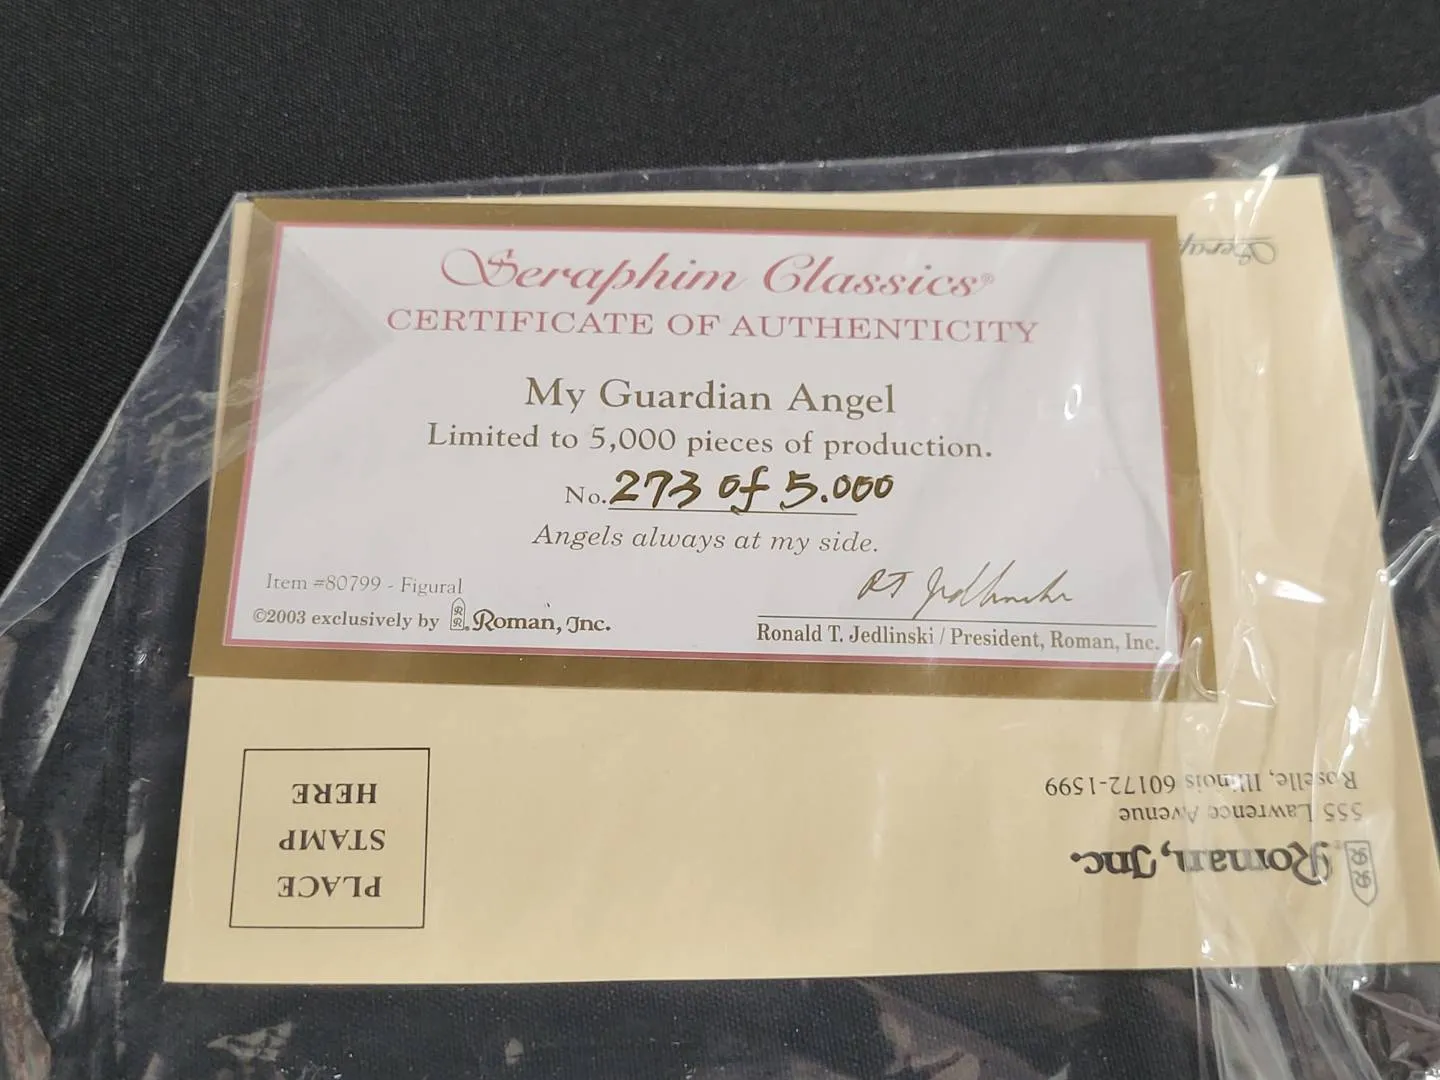 Seraphim Classics®
CERTIFICATE OF AUTHENTICITY
My Guardian Angel
Limited to 5,000 pieces of production.
No. 273 of 5.000
Angels always at my side.
Item #80799 - Figural
©2003 exclusively by Roman, Inc.
RT Jedlinski
Ronald T. Jedlinski / President, Roman, Inc.
Roman, Inc.
555 Lawrence Avenue
Roselle, Illinois 60172-1599
PLACE
STAMP
HERE